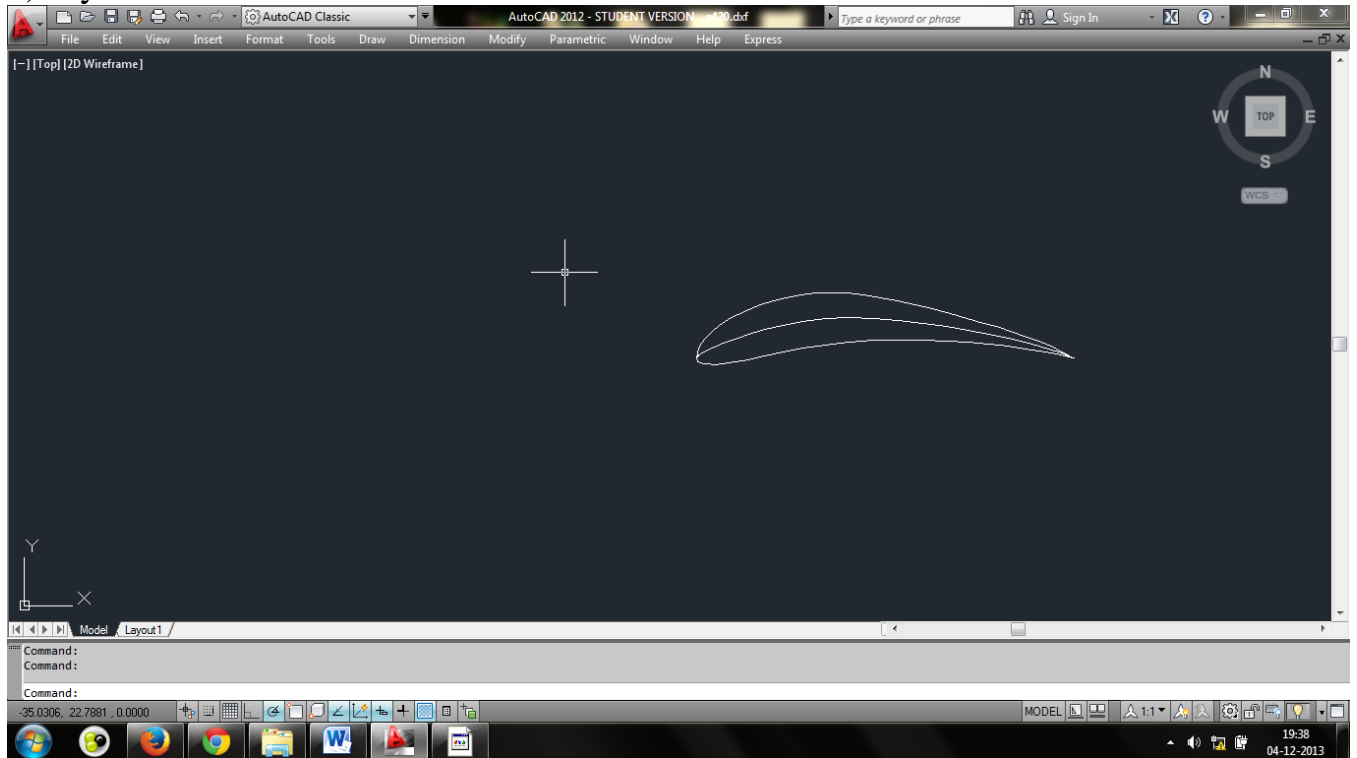 AutoCAD Classic AutoCAD 2012 - STUDENT VERSION e420.dxf Type a keyword or phrase Sign In
File Edit View Insert Format Tools Draw Dimension Modify Parametric Window Help Express
[−] [Top] [2D Wireframe]
N
W TOP E
S
WCS
Y
X
Model Layout1
Command:
Command:
Command:
-35.0306, 22.7881 , 0.0000 MODEL 1:1
19:38
04-12-2013